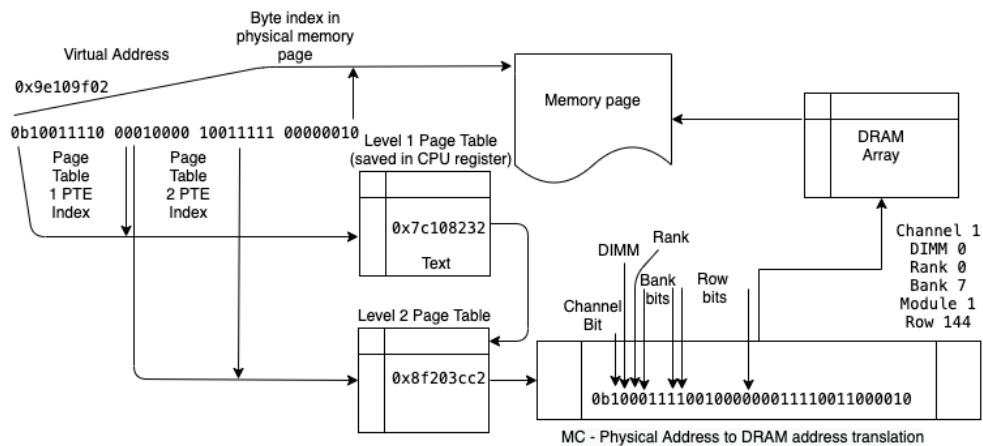 Byte index in
physical memory
page
Virtual Address
0x9e109f02
0b10011110 00010000 10011111 00000010
Page
Table
1 PTE
Index
Page
Table
2 PTE
Index
Level 1 Page Table
(saved in CPU register)
0x7c108232
Text
Level 2 Page Table
0x8f203cc2
Memory page
DRAM
Array
Channel 1
DIMM 0
Rank 0
Bank 7
Module 1
Row 144
DIMM
Rank
Bank
bits
Row
bits
Channel
Bit
0b10001111001000000011110011000010
MC - Physical Address to DRAM address translation